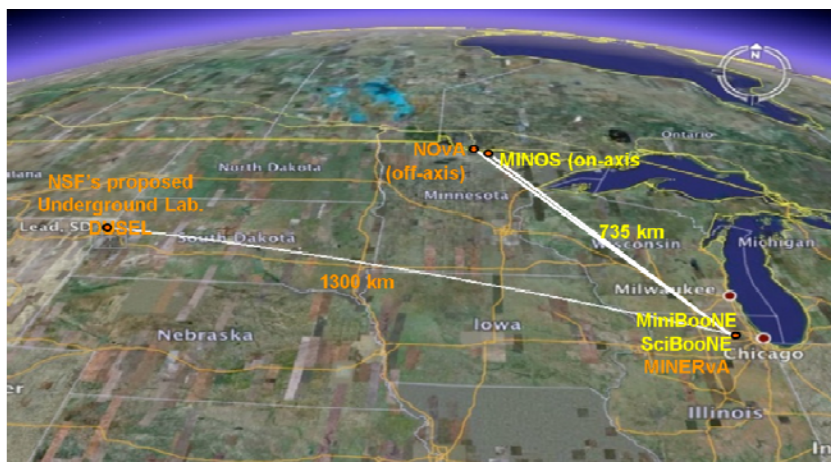 N
Ontario
NOvA
(off-axis)
MINOS (on-axis
North Dakota
Minnesota
NSF's proposed
Underground Lab.
DUSEL
Lead, SD
South Dakota
735 km
Wisconsin
Michigan
1300 km
Milwaukee
MiniBooNE
SciBooNE
MINERvA
Chicago
Nebraska
Iowa
Illinois